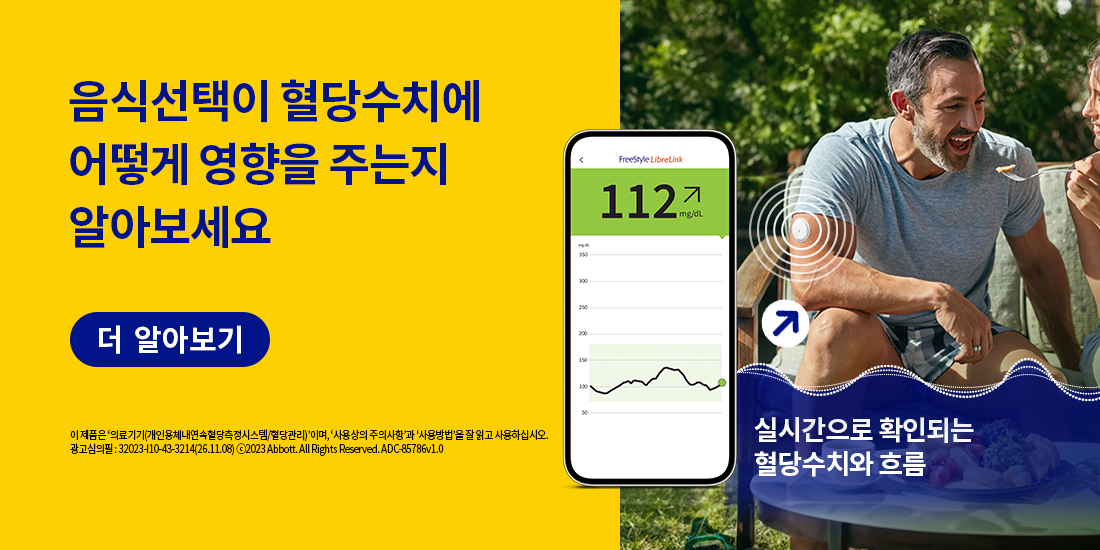 음식선택이 혈당수치에
어떻게 영향을 주는지
알아보세요
더 알아보기
이 제품은 '의료기기(개인용체내연속혈당측정시스템/혈당관리)'이며, '사용상의 주의사항'과 '사용방법'을 잘 읽고 사용하십시오.
광고심의필 : 32023-I10-43-3214(26.11.08) ⓒ2023 Abbott. All Rights Reserved. ADC-85786v1.0
FreeStyle LibreLink
112
mg/dL
mg/dL
350
300
250
200
150
100
50
실시간으로 확인되는
혈당수치와 흐름